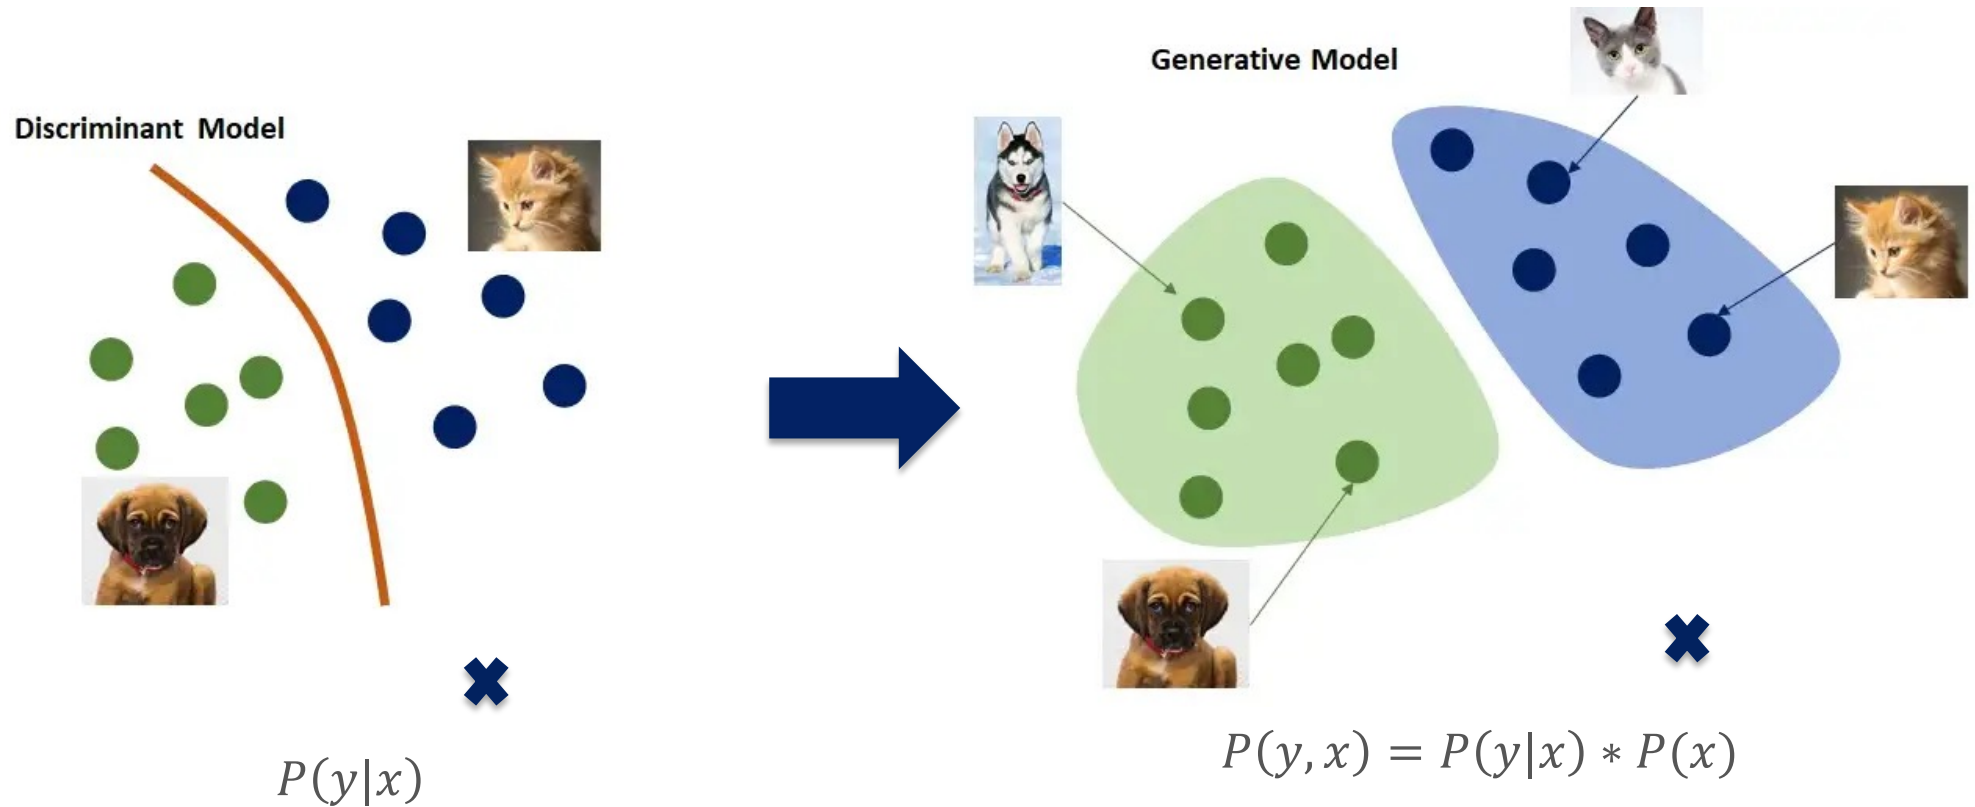 Discriminant Model
P(y|x)
Generative Model
P(y, x) = P(y|x) ∗ P(x)